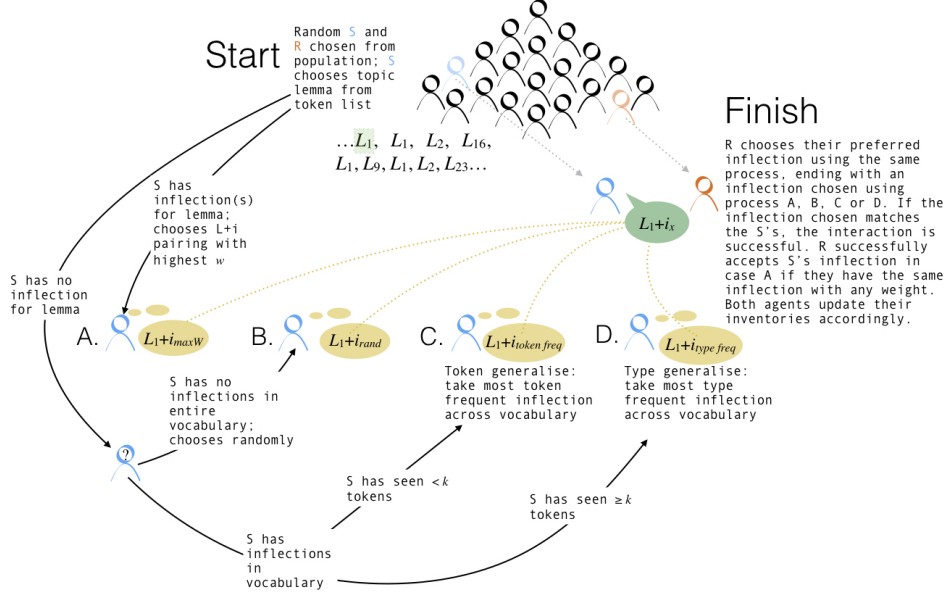 Start
Random S and
R chosen from
population; S
chooses topic
lemma from
token list
…L₁, L₁, L₂, L₁₆,
L₁, L₉, L₁, L₂, L₂₃…
Finish
R chooses their preferred
inflection using the same
process, ending with an
inflection chosen using
process A, B, C or D. If the
inflection chosen matches
the S's, the interaction is
successful. R successfully
accepts S's inflection in
case A if they have the same
inflection with any weight.
Both agents update their
inventories accordingly.
L₁+iₓ
S has
inflection(s)
for lemma;
chooses L+i
pairing with
highest w
S has no
inflection
for lemma
A.
L₁+i_maxW
B.
L₁+i_rand
C.
L₁+i_token freq
D.
L₁+i_type freq
Token generalise:
take most token
frequent inflection
across vocabulary
Type generalise:
take most type
frequent inflection
across vocabulary
S has no
inflections in
entire
vocabulary;
chooses randomly
?
S has seen <k
tokens
S has seen ≥k
tokens
S has
inflections
in
vocabulary